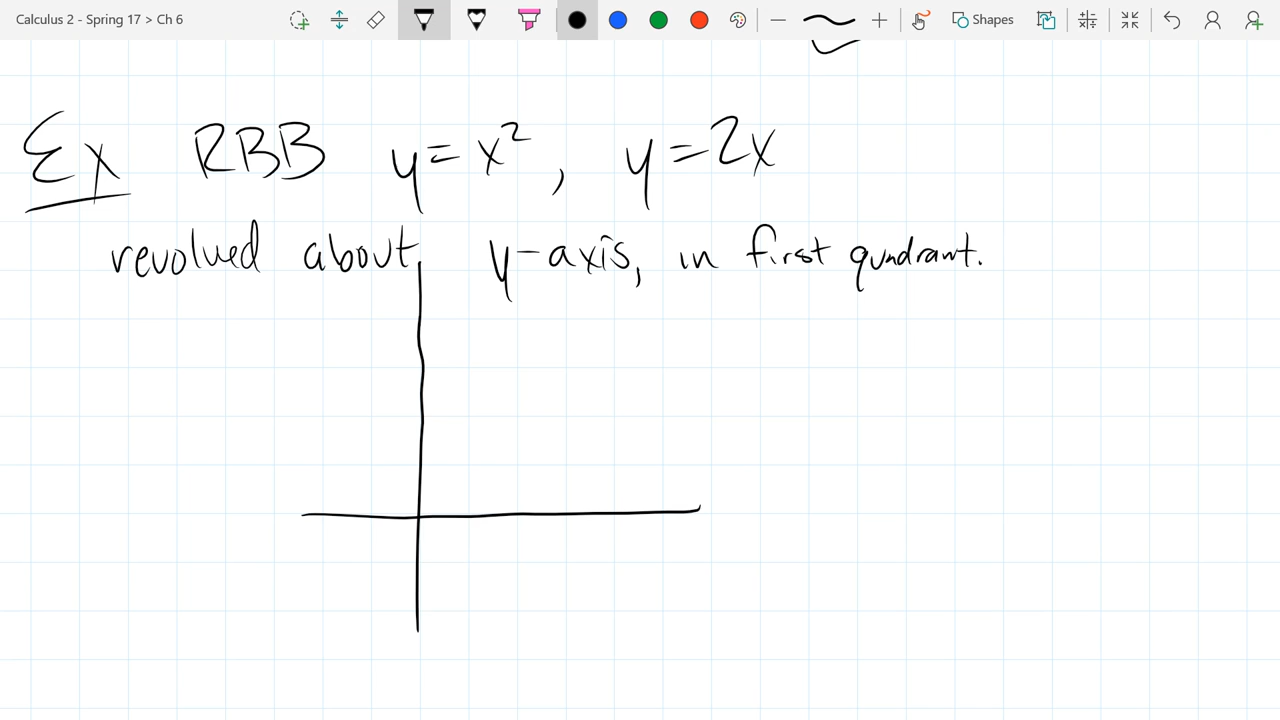 Calculus 2 - Spring 17 > Ch 6
Shapes
Ex RBB y=x², y=2x
revolved about y-axis, in first quadrant.